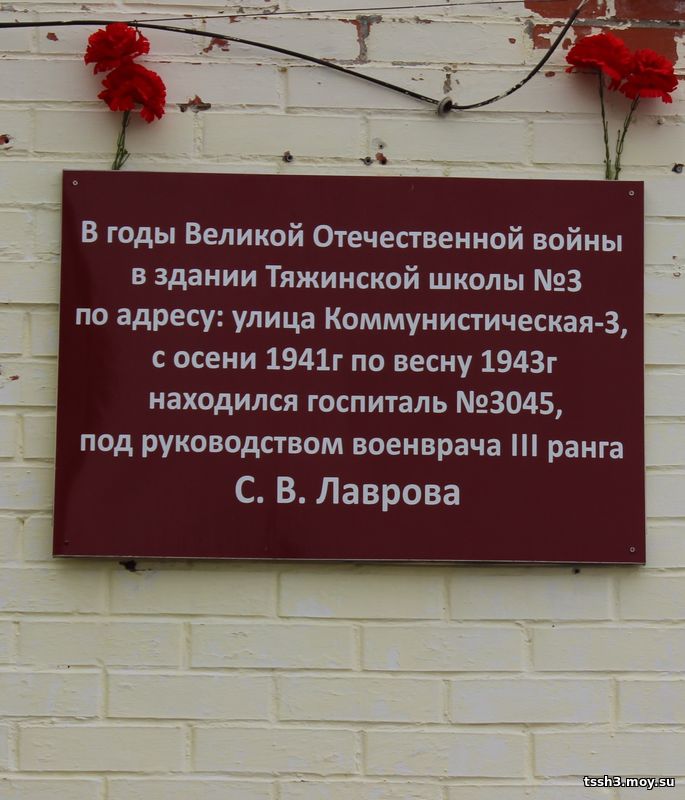 В годы Великой Отечественной войны
в здании Тяжинской школы №3
по адресу: улица Коммунистическая-3,
с осени 1941г по весну 1943г
находился госпиталь №3045,
под руководством военврача III ранга
С. В. Лаврова
tssh3.moy.su